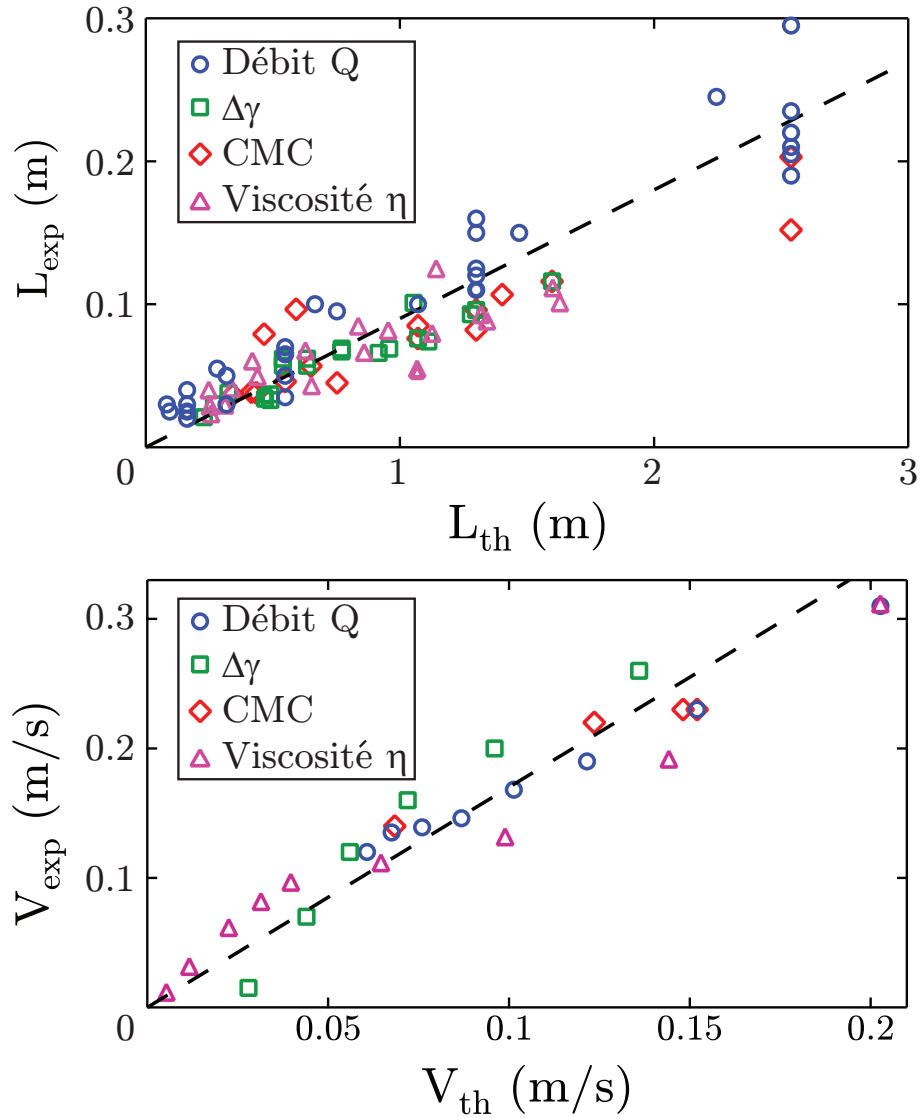 0.3
Débit Q
Δγ
CMC
Viscosité η
0.2
0.1
0
1
2
3
L_exp (m)
L_th (m)
Débit Q
Δγ
CMC
Viscosité η
0.3
0.2
0.1
0
0.05
0.1
0.15
0.2
V_exp (m/s)
V_th (m/s)